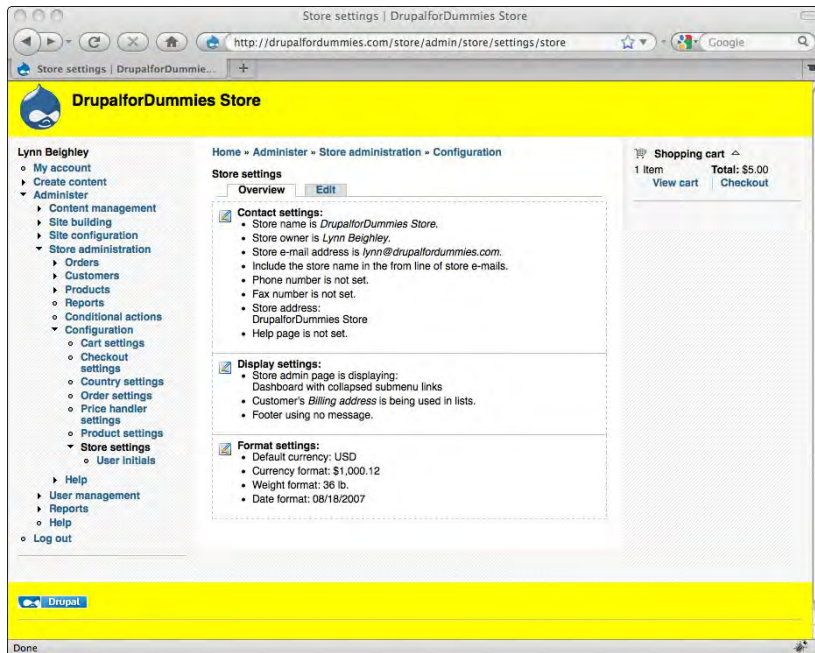 Store settings | DrupalforDummies Store
http://drupalfordummies.com/store/admin/store/settings/store
Google
Store settings | DrupalforDummie...
DrupalforDummies Store
Lynn Beighley
My account
Create content
Administer
Content management
Site building
Site configuration
Store administration
Orders
Customers
Products
Reports
Conditional actions
Configuration
Cart settings
Checkout
settings
Country settings
Order settings
Price handler
settings
Product settings
Store settings
User initials
Help
User management
Reports
Help
Log out
Home » Administer » Store administration » Configuration
Store settings
Overview Edit
Contact settings:
• Store name is DrupalforDummies Store.
• Store owner is Lynn Beighley.
• Store e-mail address is lynn@drupalfordummies.com.
• Include the store name in the from line of store e-mails.
• Phone number is not set.
• Fax number is not set.
• Store address:
DrupalforDummies Store
• Help page is not set.
Display settings:
• Store admin page is displaying:
Dashboard with collapsed submenu links
• Customer's Billing address is being used in lists.
• Footer using no message.
Format settings:
• Default currency: USD
• Currency format: $1,000.12
• Weight format: 36 lb.
• Date format: 08/18/2007
Shopping cart
1 Item Total: $5.00
View cart | Checkout
Drupal
Done